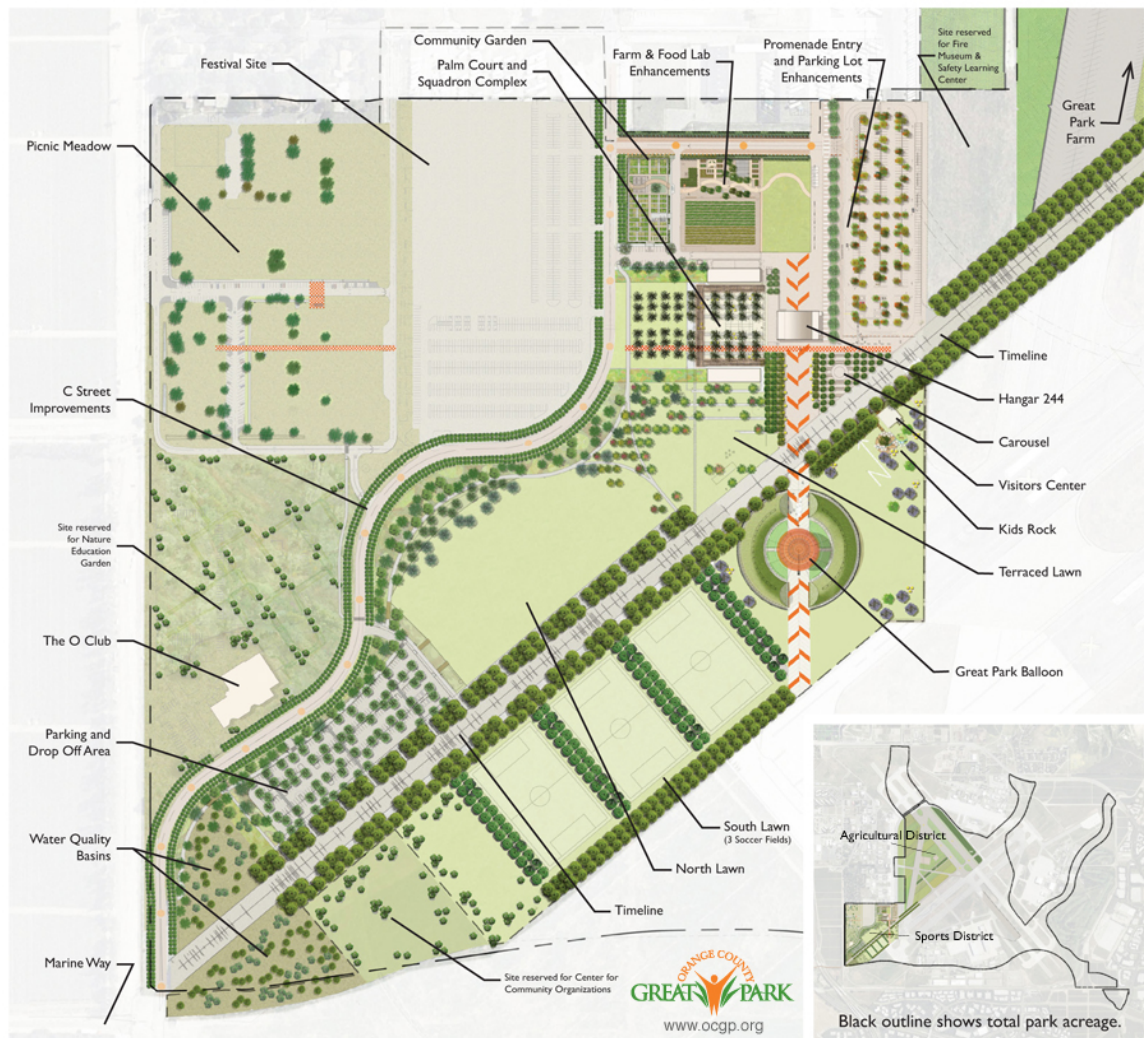 Community Garden
Palm Court and
Squadron Complex
Festival Site
Farm & Food Lab
Enhancements
Promenade Entry
and Parking Lot
Enhancements
Site reserved
for Fire
Museum &
Safety Learning
Center
Great
Park
Farm
Picnic Meadow
C Street
Improvements
Site reserved
for Nature
Education
Garden
The O Club
Parking and
Drop Off Area
Water Quality
Basins
Marine Way
Timeline
Hangar 244
Carousel
Visitors Center
Kids Rock
Terraced Lawn
Great Park Balloon
South Lawn
(3 Soccer Fields)
North Lawn
Timeline
Site reserved for Center for
Community Organizations
ORANGE COUNTY
GREAT PARK
www.ocgp.org
Agricultural District
Sports District
Black outline shows total park acreage.